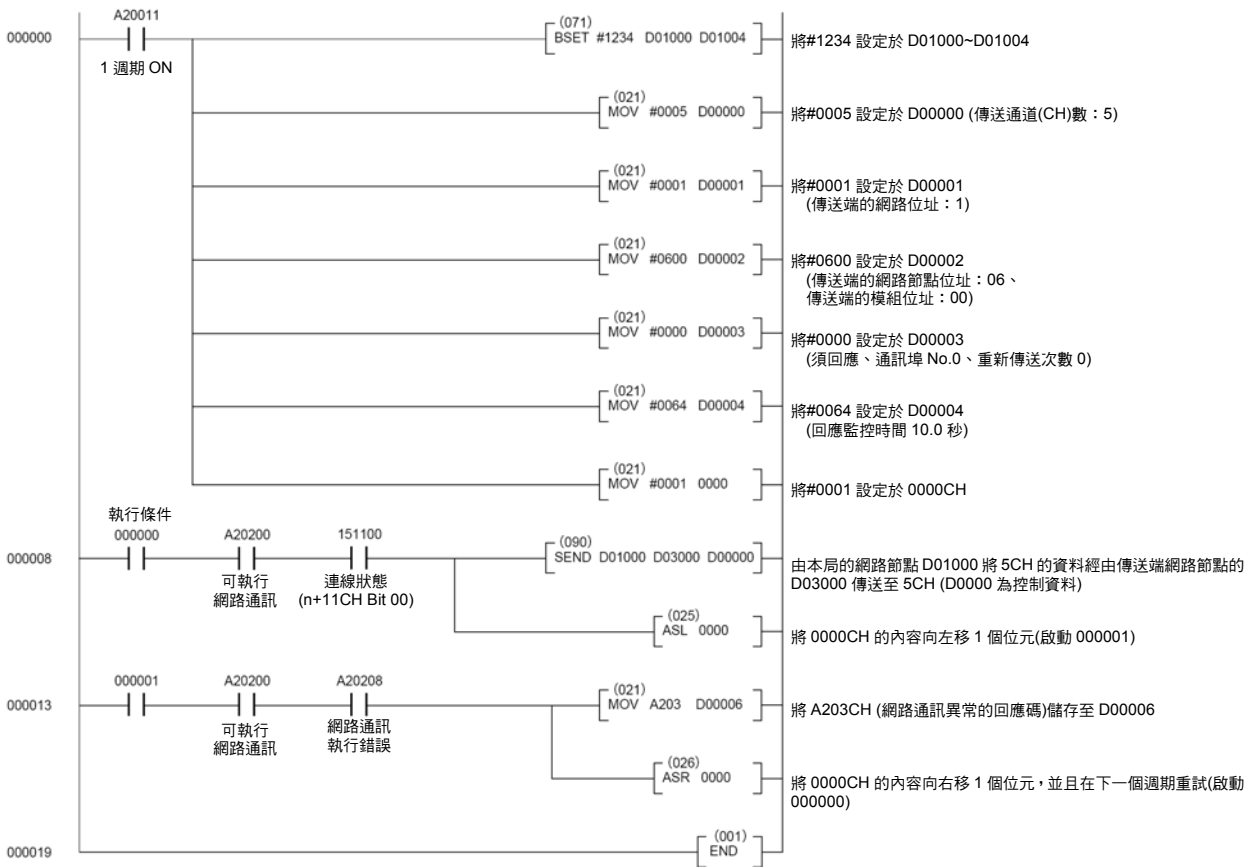 A20011
000000
1 週期 ON
(071)
BSET #1234 D01000 D01004
將#1234 設定於 D01000~D01004
(021)
MOV #0005 D00000
將#0005 設定於 D00000 (傳送通道(CH)數：5)
(021)
MOV #0001 D00001
將#0001 設定於 D00001
(傳送端的網路位址：1)
(021)
MOV #0600 D00002
將#0600 設定於 D00002
(傳送端的網路節點位址：06、
傳送端的模組位址：00)
(021)
MOV #0000 D00003
將#0000 設定於 D00003
(須回應、通訊埠 No.0、重新傳送次數 0)
(021)
MOV #0064 D00004
將#0064 設定於 D00004
(回應監控時間 10.0 秒)
(021)
MOV #0001 0000
將#0001 設定於 0000CH
執行條件
000000 A20200 151100
000008
可執行
網路通訊
連線狀態
(n+11CH Bit 00)
(090)
SEND D01000 D03000 D00000
由本局的網路節點 D01000 將 5CH 的資料經由傳送端網路節點的
D03000 傳送至 5CH (D0000 為控制資料)
(025)
ASL 0000
將 0000CH 的內容向左移 1 個位元(啟動 000001)
000001 A20200 A20208
000013
可執行
網路通訊
網路通訊
執行錯誤
(021)
MOV A203 D00006
將 A203CH (網路通訊異常的回應碼)儲存至 D00006
(026)
ASR 0000
將 0000CH 的內容向右移 1 個位元，並且在下一個週期重試(啟動
000000)
000019
(001)
END